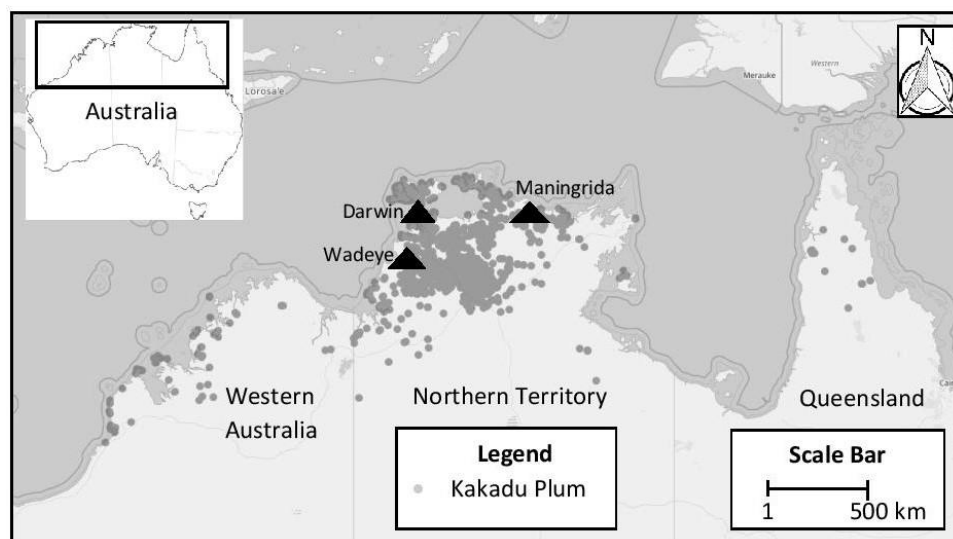 N
Merauke
Western
Lorosa'e
Australia
Maningrida
Darwin
Wadeye
Western
Australia
Northern Territory
Queensland
Legend
Kakadu Plum
Scale Bar
1 500 km